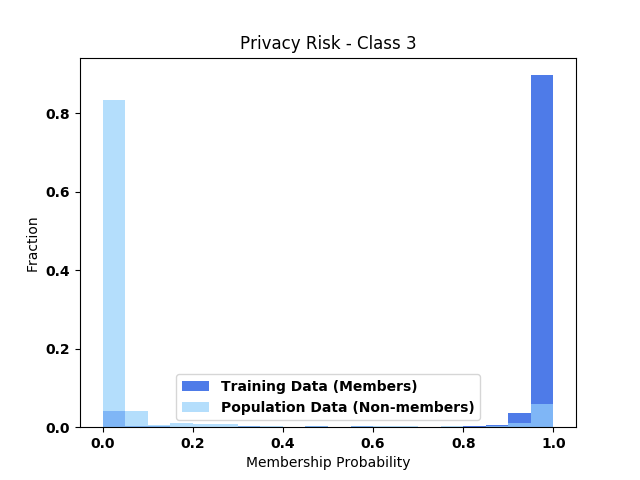 Privacy Risk - Class 3
0.8
0.6
0.4
0.2
0.0
Fraction
Training Data (Members)
Population Data (Non-members)
0.0 0.2 0.4 0.6 0.8 1.0
Membership Probability